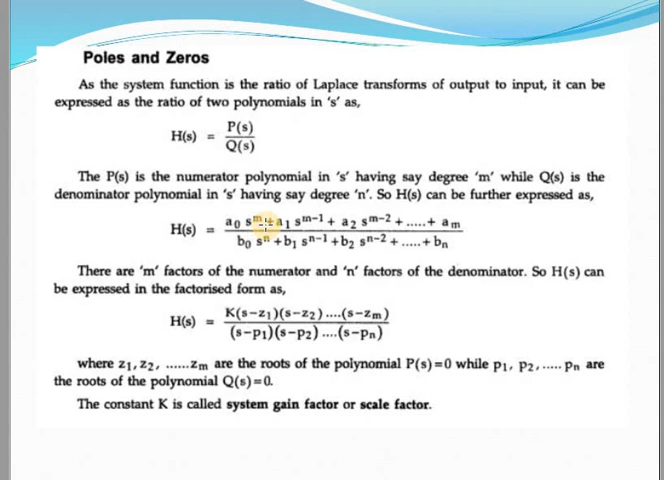 Poles and Zeros
As the system function is the ratio of Laplace transforms of output to input, it can be
expressed as the ratio of two polynomials in 's' as,
H(s) = P(s)/Q(s)
The P(s) is the numerator polynomial in 's' having say degree 'm' while Q(s) is the
denominator polynomial in 's' having say degree 'n'. So H(s) can be further expressed as,
a₀ sᵐ + a₁ sᵐ⁻¹ + a₂ sᵐ⁻² + .....+ aₘ
H(s) =
b₀ sⁿ + b₁ sⁿ⁻¹ + b₂ sⁿ⁻² + ..... + bₙ
There are 'm' factors of the numerator and 'n' factors of the denominator. So H(s) can
be expressed in the factorised form as,
K(s−z₁)(s−z₂)....(s−zₘ)
H(s) =
(s−p₁)(s−p₂)....(s−pₙ)
where z₁, z₂, ......zₘ are the roots of the polynomial P(s)=0 while p₁, p₂,..... pₙ are
the roots of the polynomial Q(s)=0.
The constant K is called system gain factor or scale factor.